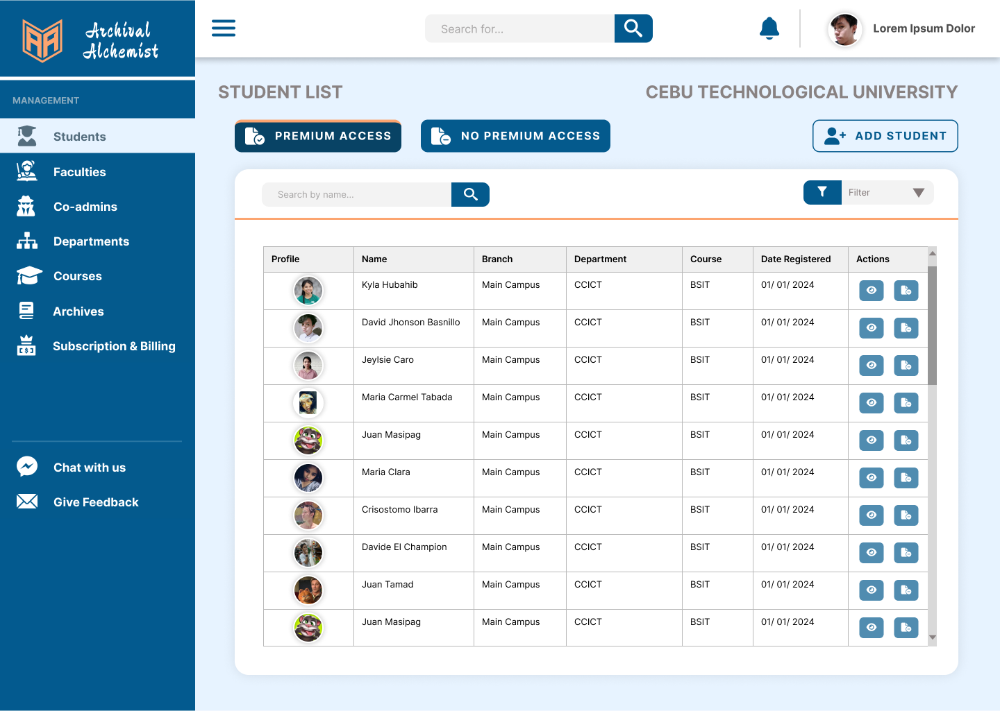 Archival
Alchemist
Search for...
Lorem Ipsum Dolor
MANAGEMENT
Students
Faculties
Co-admins
Departments
Courses
Archives
Subscription & Billing
Chat with us
Give Feedback
STUDENT LIST
CEBU TECHNOLOGICAL UNIVERSITY
PREMIUM ACCESS
NO PREMIUM ACCESS
ADD STUDENT
Search by name...
Filter
Profile Name Branch Department Course Date Registered Actions
Kyla Hubahib Main Campus CCICT BSIT 01/ 01/ 2024
David Jhonson Basnillo Main Campus CCICT BSIT 01/ 01/ 2024
Jeylsie Caro Main Campus CCICT BSIT 01/ 01/ 2024
Maria Carmel Tabada Main Campus CCICT BSIT 01/ 01/ 2024
Juan Masipag Main Campus CCICT BSIT 01/ 01/ 2024
Maria Clara Main Campus CCICT BSIT 01/ 01/ 2024
Crisostomo Ibarra Main Campus CCICT BSIT 01/ 01/ 2024
Davide El Champion Main Campus CCICT BSIT 01/ 01/ 2024
Juan Tamad Main Campus CCICT BSIT 01/ 01/ 2024
Juan Masipag Main Campus CCICT BSIT 01/ 01/ 2024